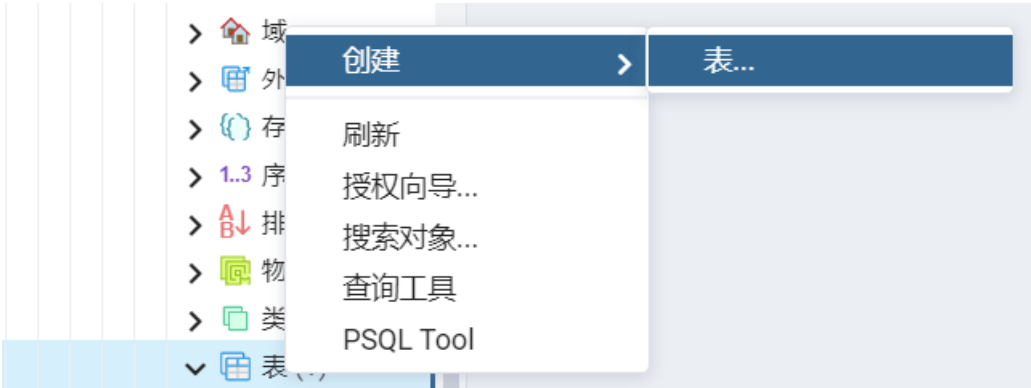 域
外
存
1..3 序
排
物
类
表
创建
表...
刷新
授权向导...
搜索对象...
查询工具
PSQL Tool